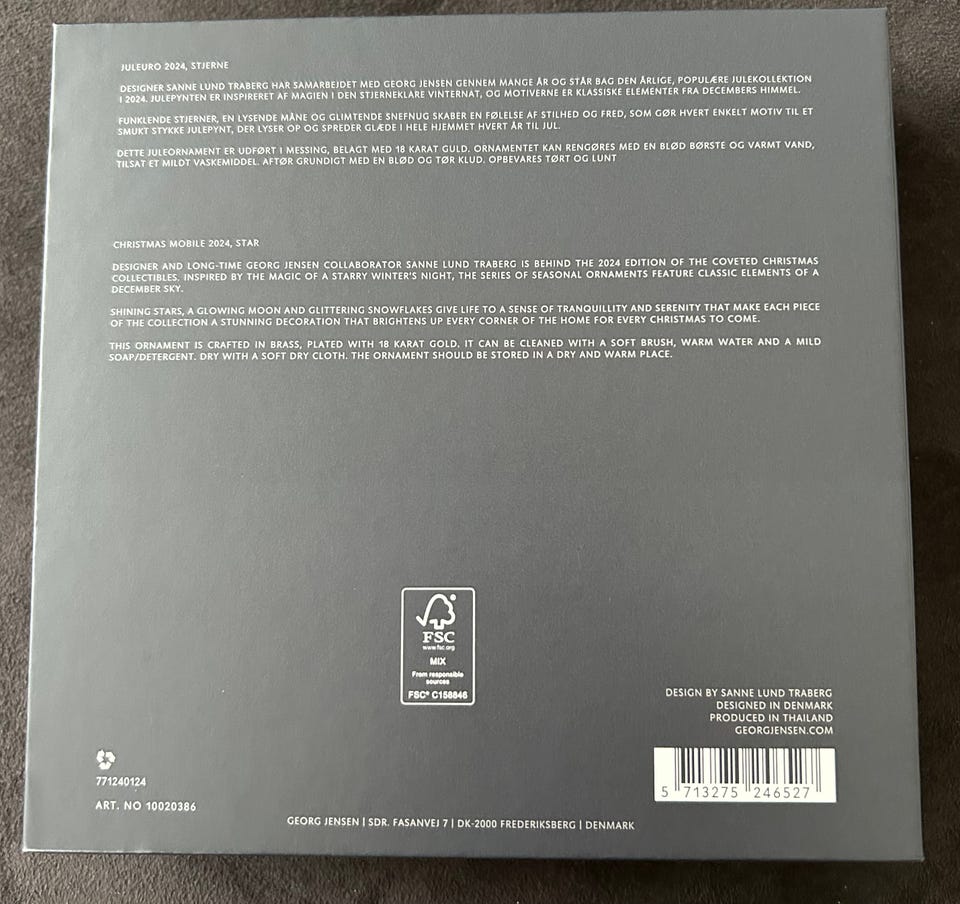 JULEURO 2024, STJERNE
DESIGNER SANNE LUND TRABERG HAR SAMARBEJDET MED GEORG JENSEN GENNEM MANGE ÅR OG STÅR BAG DEN ÅRLIGE, POPULÆRE JULEKOLLEKTION
I 2024. JULEPYNTEN ER INSPIRERET AF MAGIEN I DEN STJERNEKLARE VINTERNAT, OG MOTIVERNE ER KLASSISKE ELEMENTER FRA DECEMBERS HIMMEL.
FUNKLENDE STJERNER, EN LYSENDE MÅNE OG GLIMTENDE SNEFNUG SKABER EN FØLELSE AF STILHED OG FRED, SOM GØR HVERT ENKELT MOTIV TIL ET
SMUKT STYKKE JULEPYNT, DER LYSER OP OG SPREDER GLÆDE I HELE HJEMMET HVERT ÅR TIL JUL.
DETTE JULEORNAMENT ER UDFØRT I MESSING, BELAGT MED 18 KARAT GULD. ORNAMENTET KAN RENGØRES MED EN BLØD BØRSTE OG VARMT VAND,
TILSAT ET MILDT VASKEMIDDEL. AFTØR GRUNDIGT MED EN BLØD OG TØR KLUD. OPBEVARES TØRT OG LUNT
CHRISTMAS MOBILE 2024, STAR
DESIGNER AND LONG-TIME GEORG JENSEN COLLABORATOR SANNE LUND TRABERG IS BEHIND THE 2024 EDITION OF THE COVETED CHRISTMAS
COLLECTIBLES. INSPIRED BY THE MAGIC OF A STARRY WINTER'S NIGHT, THE SERIES OF SEASONAL ORNAMENTS FEATURE CLASSIC ELEMENTS OF A
DECEMBER SKY.
SHINING STARS, A GLOWING MOON AND GLITTERING SNOWFLAKES GIVE LIFE TO A SENSE OF TRANQUILLITY AND SERENITY THAT MAKE EACH PIECE
OF THE COLLECTION A STUNNING DECORATION THAT BRIGHTENS UP EVERY CORNER OF THE HOME FOR EVERY CHRISTMAS TO COME.
THIS ORNAMENT IS CRAFTED IN BRASS, PLATED WITH 18 KARAT GOLD. IT CAN BE CLEANED WITH A SOFT BRUSH, WARM WATER AND A MILD
SOAP/DETERGENT. DRY WITH A SOFT DRY CLOTH. THE ORNAMENT SHOULD BE STORED IN A DRY AND WARM PLACE.
FSC
www.fsc.org
MIX
From responsible
sources
FSC® C158846
DESIGN BY SANNE LUND TRABERG
DESIGNED IN DENMARK
PRODUCED IN THAILAND
GEORGJENSEN.COM
5 713275 246527
771240124
ART. NO 10020386
GEORG JENSEN | SDR. FASANVEJ 7 | DK-2000 FREDERIKSBERG | DENMARK